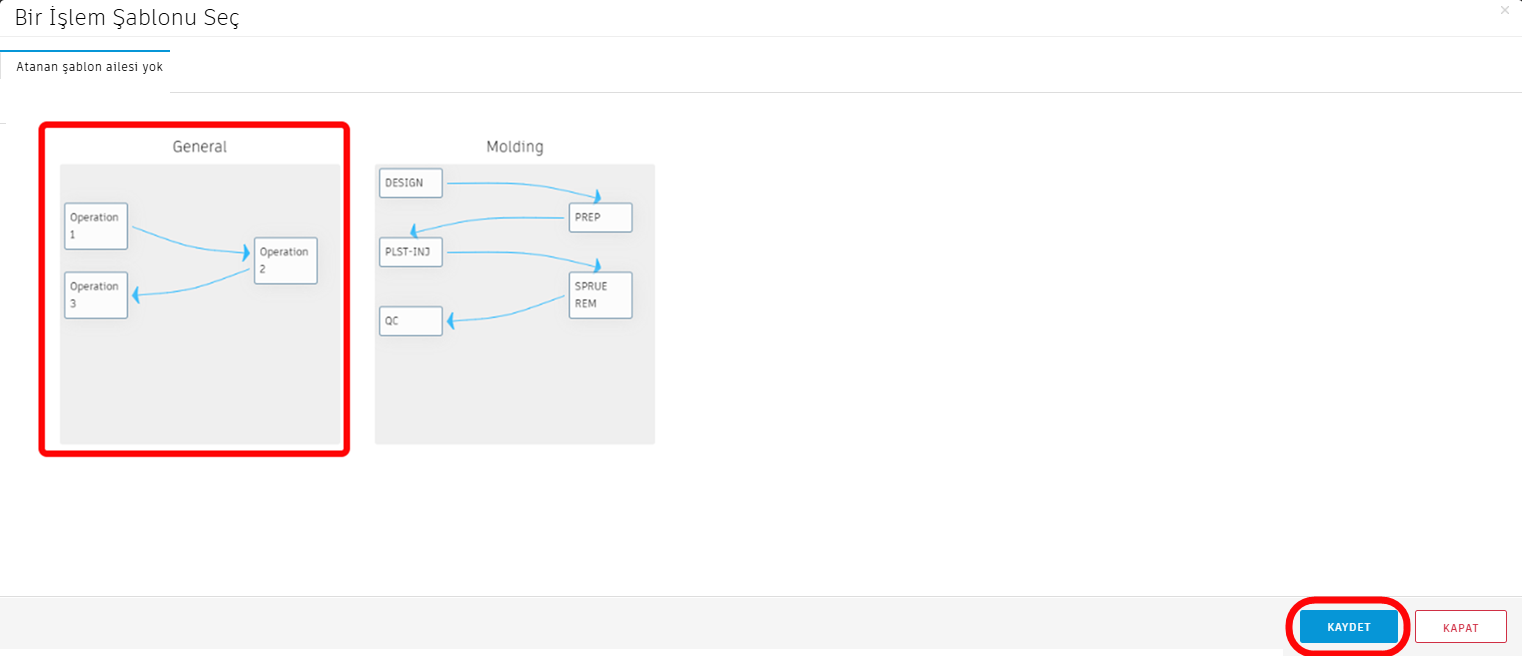 Bir İşlem Şablonu Seç
×
Atanan şablon ailesi yok
General
Operation
1
Operation
2
Operation
3
Molding
DESIGN
PREP
PLST-INJ
SPRUE
REM
QC
KAYDET
KAPAT